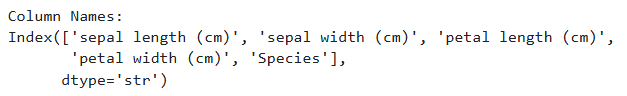 Column Names:
Index(['sepal length (cm)', 'sepal width (cm)', 'petal length (cm)',
       'petal width (cm)', 'Species'],
      dtype='str')